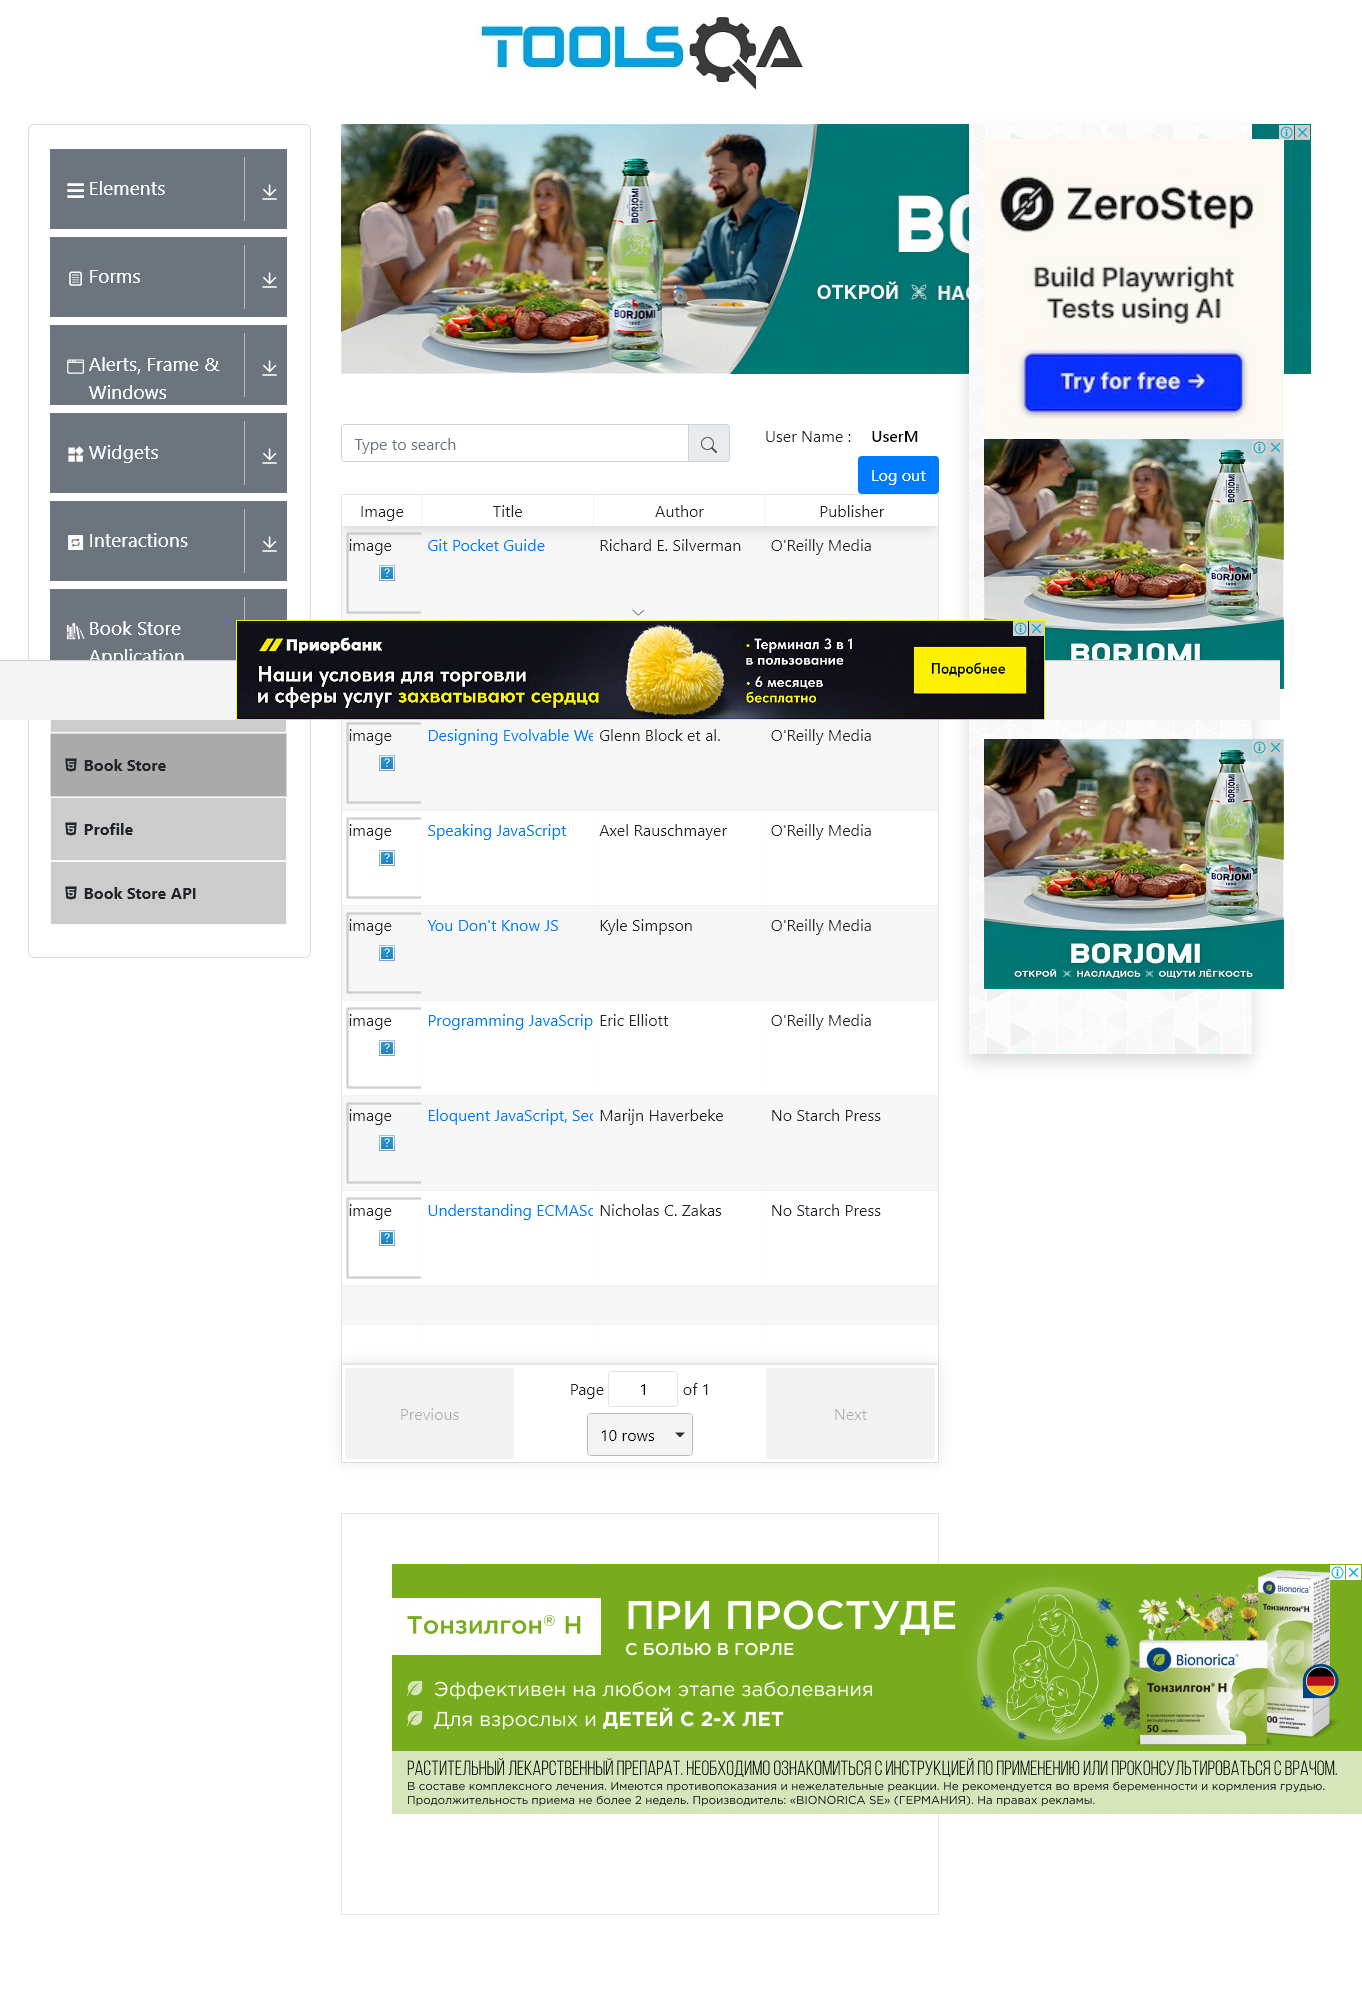 TOOLSQA
Elements
Forms
Alerts, Frame &
Windows
Widgets
Interactions
Book Store
Application
Book Store
Profile
Book Store API
BORJOMI
ОТКРОЙ
ZeroStep
Build Playwright
Tests using AI
Try for free →
Type to search
User Name :
UserM
Log out
Image
Title
Author
Publisher
image
Git Pocket Guide
Richard E. Silverman
O'Reilly Media
BORJOMI
BORJOMI
BORJOMI
Приорбанк
Наши условия для торговли
и сферы услуг захватывают сердца
• Терминал 3 в 1
в пользование
• 6 месяцев
бесплатно
Подробнее
image
Designing Evolvable We
Glenn Block et al.
O'Reilly Media
image
Speaking JavaScript
Axel Rauschmayer
O'Reilly Media
image
You Don't Know JS
Kyle Simpson
O'Reilly Media
image
Programming JavaScrip
Eric Elliott
O'Reilly Media
image
Eloquent JavaScript, Sec
Marijn Haverbeke
No Starch Press
image
Understanding ECMASc
Nicholas C. Zakas
No Starch Press
BORJOMI
BORJOMI
BORJOMI
ОТКРОЙ НАСЛАДИСЬ ОЩУТИ ЛЁГКОСТЬ
Previous
Page 1 of 1
10 rows
Next
Тонзилгон® Н
ПРИ ПРОСТУДЕ
С БОЛЬЮ В ГОРЛЕ
Эффективен на любом этапе заболевания
Для взрослых и ДЕТЕЙ С 2-Х ЛЕТ
Bionorica
Тонзилгон®Н
Bionorica®
Тонзилгон®Н
50
РАСТИТЕЛЬНЫЙ ЛЕКАРСТВЕННЫЙ ПРЕПАРАТ. НЕОБХОДИМО ОЗНАКОМИТЬСЯ С ИНСТРУКЦИЕЙ ПО ПРИМЕНЕНИЮ ИЛИ ПРОКОНСУЛЬТИРОВАТЬСЯ С ВРАЧОМ.
В составе комплексного лечения. Имеются противопоказания и нежелательные реакции. Не рекомендуется во время беременности и кормления грудью.
Продолжительность приема не более 2 недель. Производитель: «BIONORICA SE» (ГЕРМАНИЯ). На правах рекламы.